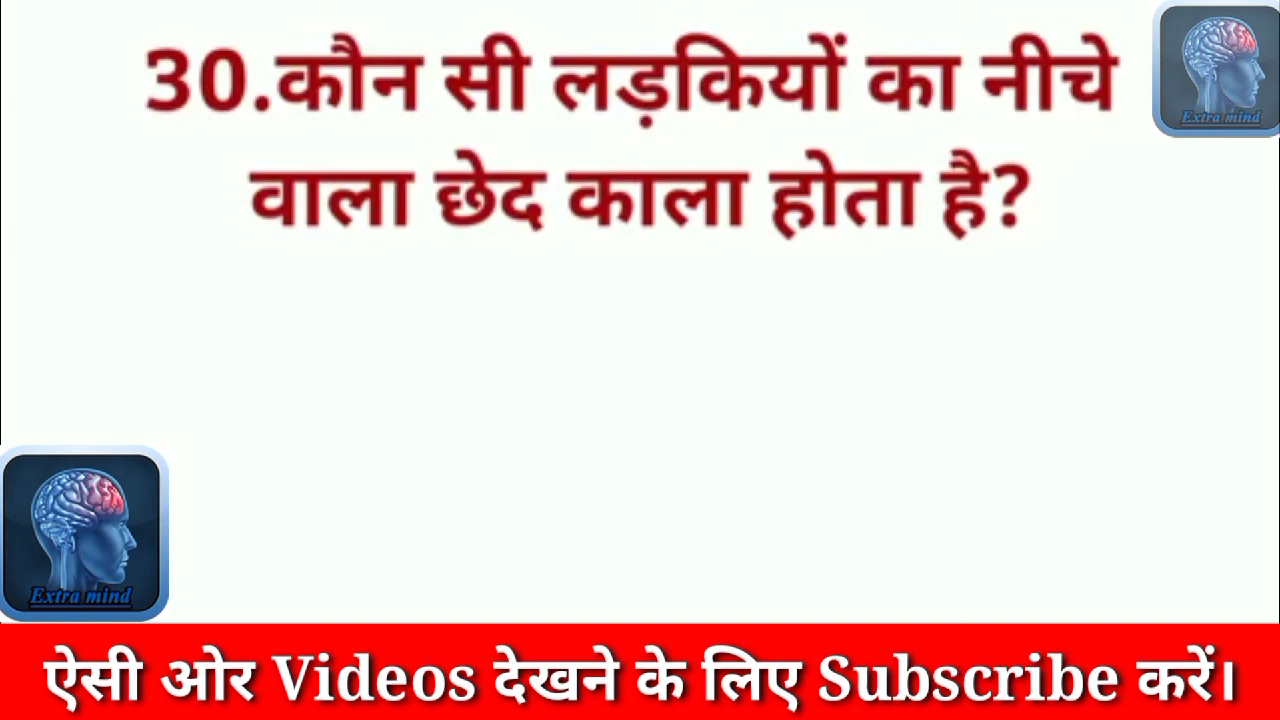 30.कौन सी लड़कियों का नीचे
वाला छेद काला होता है?
Extra mind
Extra mind
ऐसी ओर Videos देखने के लिए Subscribe करें।